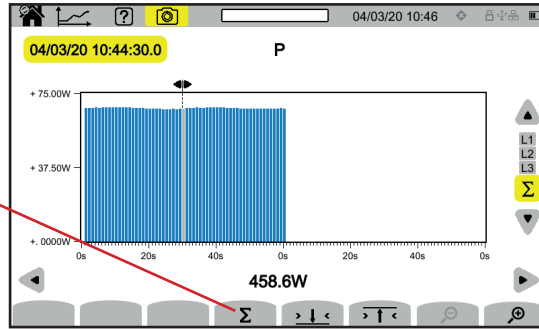 ? 04/03/20 10:46
04/03/20 10:44:30.0 P
+ 75.00W
+ 37.50W
+. 0000W
0s 20s 40s 0s 20s 40s 0s
L1
L2
L3
Σ
458.6W
Σ